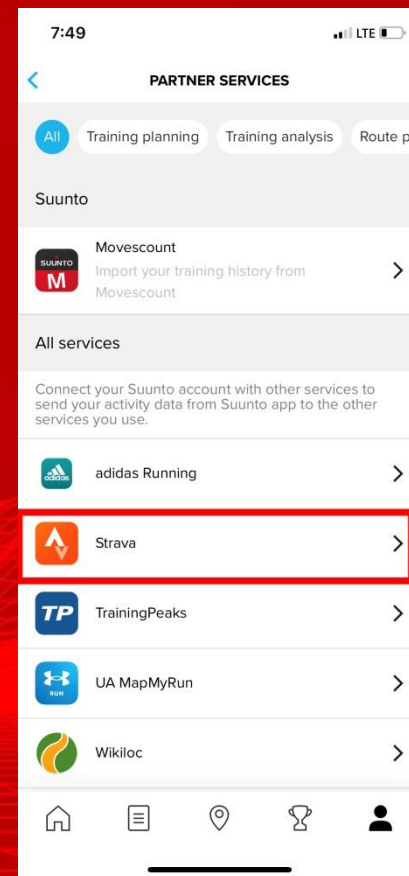 7:49
LTE
PARTNER SERVICES
All
Training planning
Training analysis
Route p
Suunto
SUUNTO
M
Movescount
Import your training history from
Movescount
All services
Connect your Suunto account with other services to
send your activity data from Suunto app to the other
services you use.
adidas
adidas Running
Strava
TP
TrainingPeaks
RUN
UA MapMyRun
Wikiloc